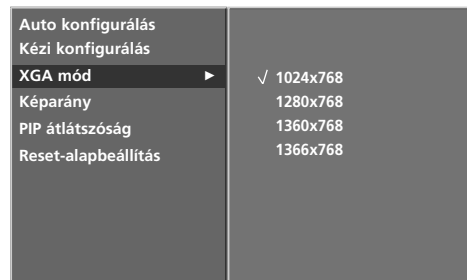 Auto konfigurálás
Kézi konfigurálás
XGA mód ►
Képarány
PIP átlátszóság
Reset-alapbeállítás
√ 1024x768
1280x768
1360x768
1366x768